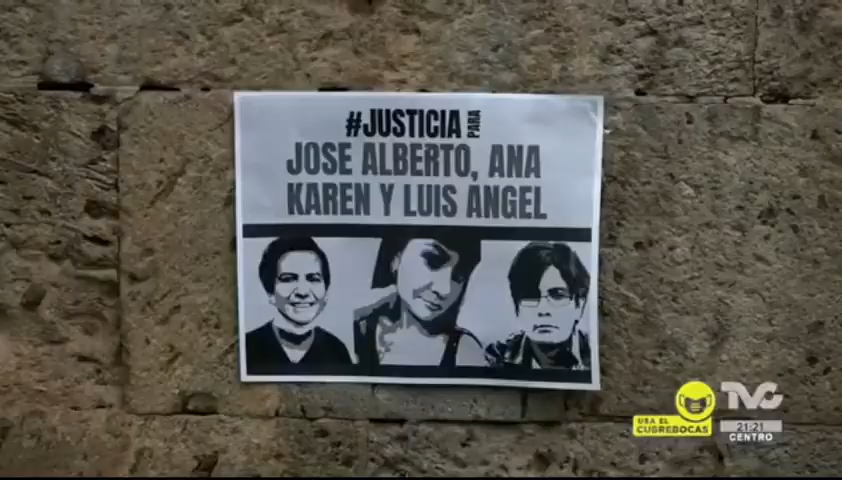 #JUSTICIA PARA
JOSE ALBERTO, ANA
KAREN Y LUIS ANGEL
USA EL
CUBREBOCAS
TVC
21:21
CENTRO